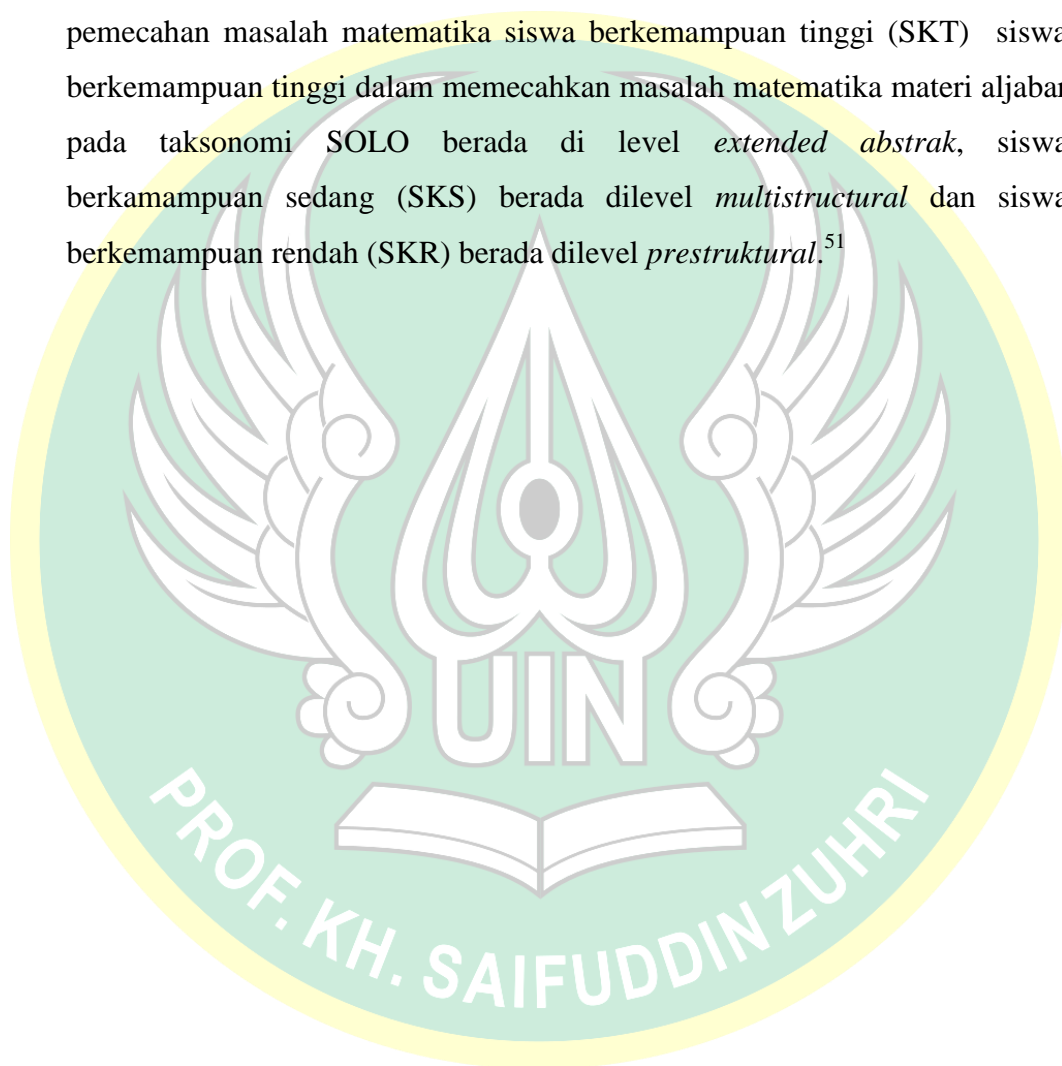 pemecahan masalah matematika siswa berkemampuan tinggi (SKT) siswa
berkemampuan tinggi dalam memecahkan masalah matematika materi aljabar
pada taksonomi SOLO berada di level extended abstrak, siswa
berkamampuan sedang (SKS) berada dilevel multistructural dan siswa
berkemampuan rendah (SKR) berada dilevel prestruktural.51
UIN
PROF. KH. SAIFUDDIN ZUHRI